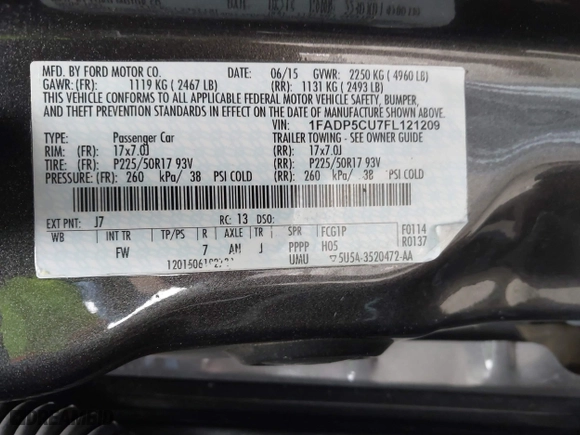 MFD. BY FORD MOTOR CO. DATE: 06/15 GVWR: 2250 KG ( 4960 LB)
GAWR: (FR): 1119 KG ( 2467 LB) (RR): 1131 KG ( 2493 LB)
THIS VEHICLE CONFORMS TO ALL APPLICABLE FEDERAL MOTOR VEHICLE SAFETY, BUMPER,
AND THEFT PREVENTION STANDARDS IN EFFECT ON THE DATE OF MANUFACTURE SHOWN ABOVE.
VIN: 1FADP5CU7FL121209
TYPE: Passenger Car TRAILER TOWING - SEE OWNER GUIDE
RIM: (FR): 17x7.0J (RR): 17x7.0J
TIRE: (FR): P225/50R17 93V (RR): P225/50R17 93V
PRESSURE: (FR): 260 kPa/ 38 PSI COLD (RR): 260 kPa/ 38 PSI COLD
EXT PNT: J7 RC: 13 DSO:
WB INT TR TP/PS R AXLE TR SPR FCG1P F0114
FW 7 AM J PPPP H05 R0137
UMU ▽5U5A-3520472-AA